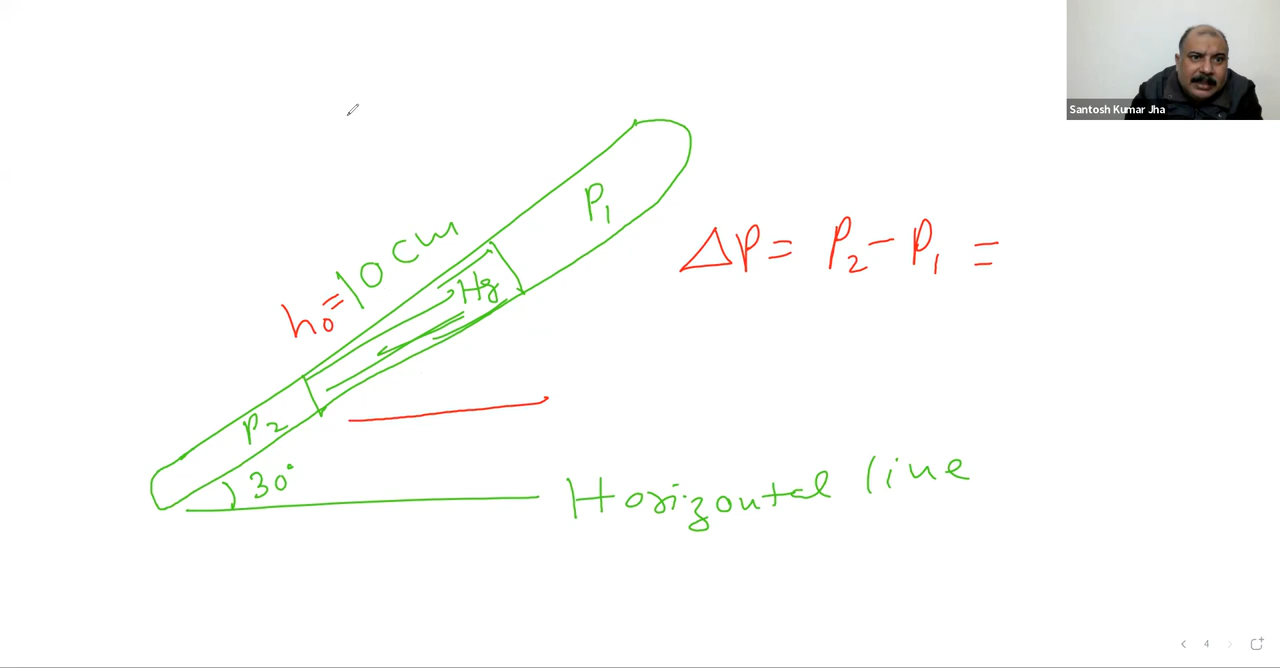 Santosh Kumar Jha
P1
ΔP = P2 - P1 =
h0 = 10 cm
Hg
P2
30°
Horizontal line
4